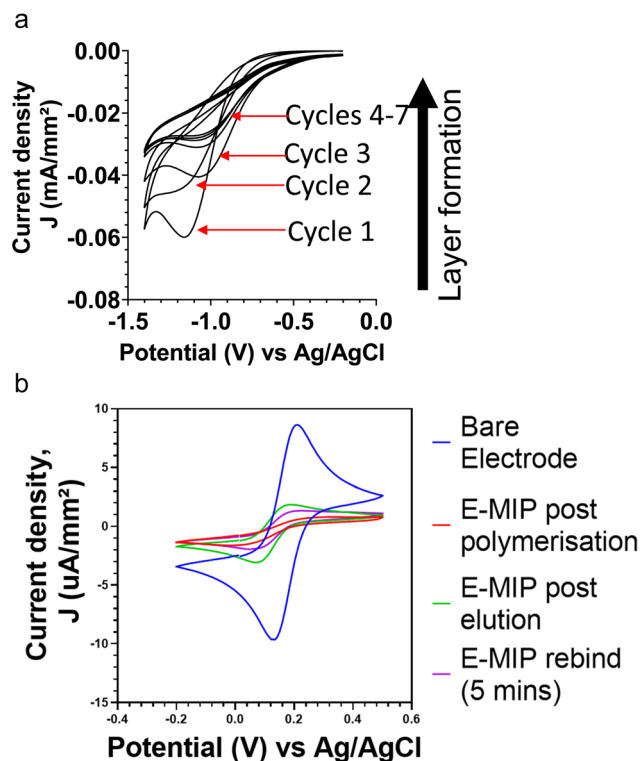 a
0.00
-0.02
-0.04
-0.06
-0.08
Current density
J (mA/mm²)
Cycles 4-7
Cycle 3
Cycle 2
Cycle 1
Layer formation
-1.5
-1.0
-0.5
0.0
Potential (V) vs Ag/AgCl
b
10
5
0
-5
-10
-15
Current density,
J (uA/mm²)
-0.4
-0.2
0.0
0.2
0.4
0.6
Potential (V) vs Ag/AgCl
Bare
Electrode
E-MIP post
polymerisation
E-MIP post
elution
E-MIP rebind
(5 mins)